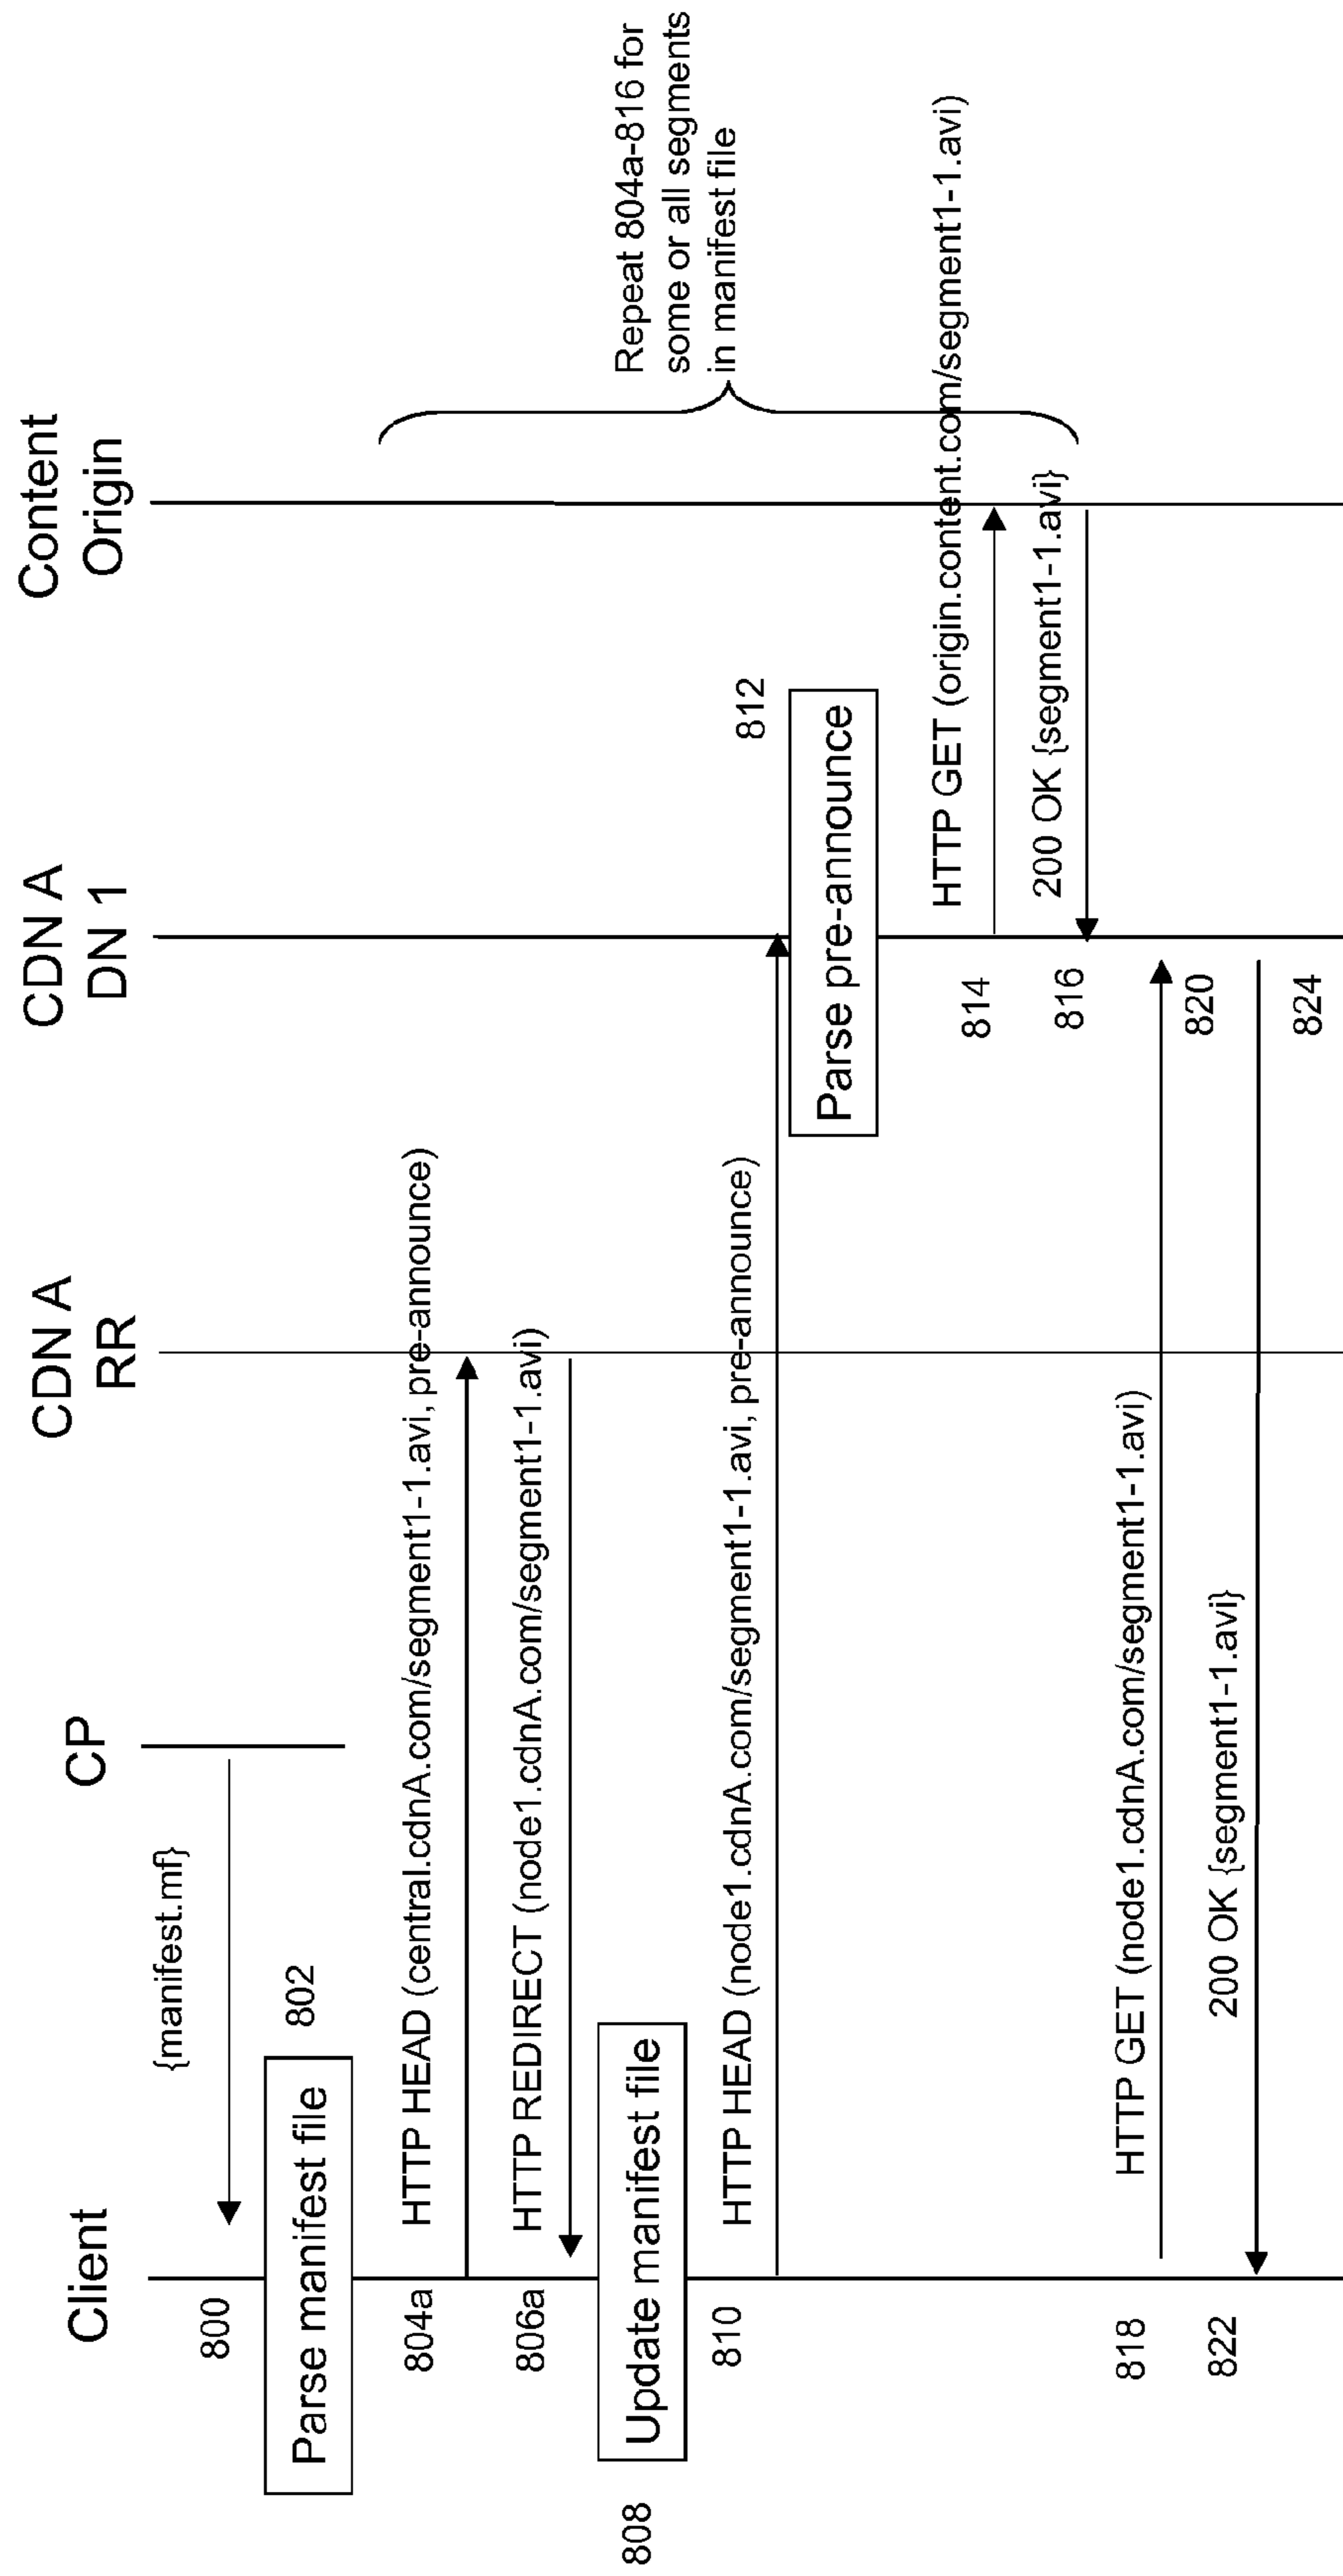 Client
CP
CDN A
RR
CDN A
DN 1
Content
Origin
800
{manifest.mf}
Parse manifest file
802
804a
HTTP HEAD (central.cdnA.com/segment1-1.avi, pre-announce)
806a
HTTP REDIRECT (node1.cdnA.com/segment1-1.avi)
808
Update manifest file
Repeat 804a-816 for
some or all segments
in manifest file
810
HTTP HEAD (node1.cdnA.com/segment1-1.avi, pre-announce)
812
Parse pre-announce
814
HTTP GET (origin.content.com/segment1-1.avi)
816
200 OK {segment1-1.avi}
818
HTTP GET (node1.cdnA.com/segment1-1.avi)
820
822
200 OK {segment1-1.avi}
824